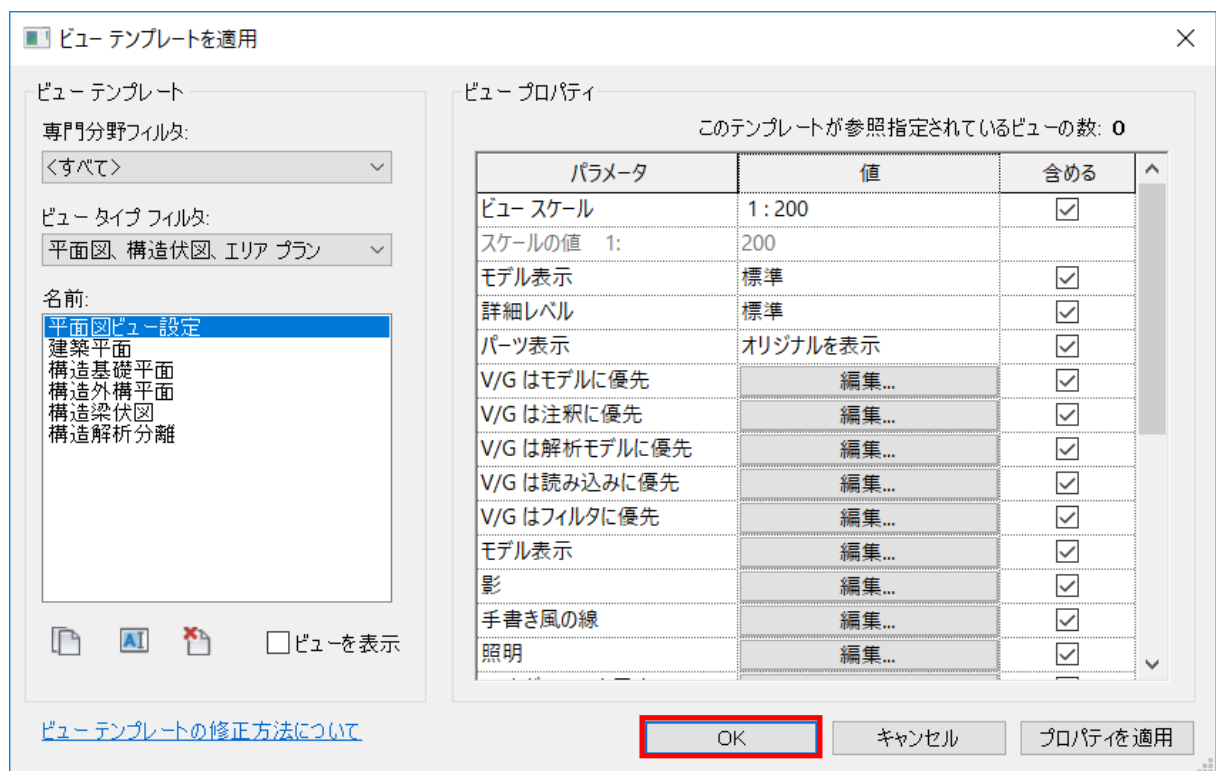 ビュー テンプレートを適用
ビュー テンプレート
専門分野フィルタ:
<すべて>
ビュー タイプ フィルタ:
平面図、構造伏図、エリア プラン
名前:
平面図ビュー設定
建築平面
構造基礎平面
構造外構平面
構造梁伏図
構造解析分離
AI
ビューを表示
ビュー プロパティ
このテンプレートが参照指定されているビューの数: 0
パラメータ 値 含める
ビュー スケール 1 : 200
スケールの値 1: 200
モデル表示 標準
詳細レベル 標準
パーツ表示 オリジナルを表示
V/G はモデルに優先 編集...
V/G は注釈に優先 編集...
V/G は解析モデルに優先 編集...
V/G は読み込みに優先 編集...
V/G はフィルタに優先 編集...
モデル表示 編集...
影 編集...
手書き風の線 編集...
照明 編集...
ビュー テンプレートの修正方法について
OK キャンセル プロパティを適用